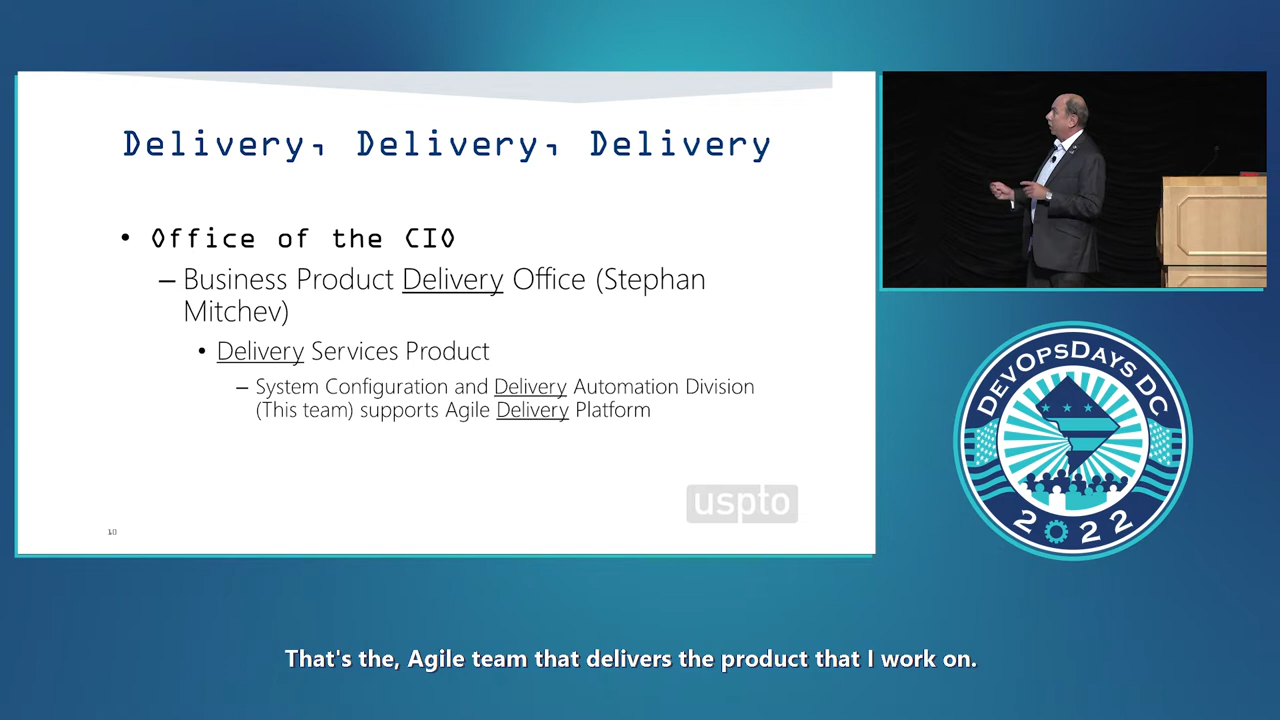 Delivery, Delivery, Delivery
• Office of the CIO
– Business Product Delivery Office (Stephan
Mitchev)
• Delivery Services Product
– System Configuration and Delivery Automation Division
(This team) supports Agile Delivery Platform
uspto
10
DEVOPSDAYS DC
2022
That's the, Agile team that delivers the product that I work on.